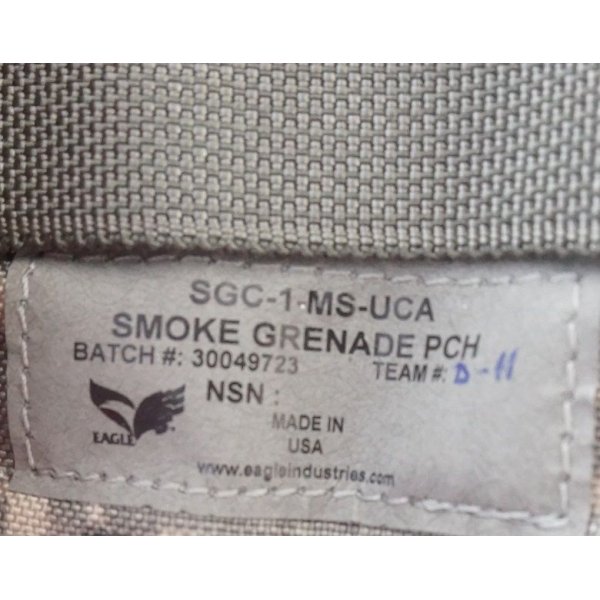 SGC-1-MS-UCA
SMOKE GRENADE PCH
BATCH #: 30049723 TEAM #: D-11
NSN :
EAGLE
MADE IN
USA
www.eagleindustries.com